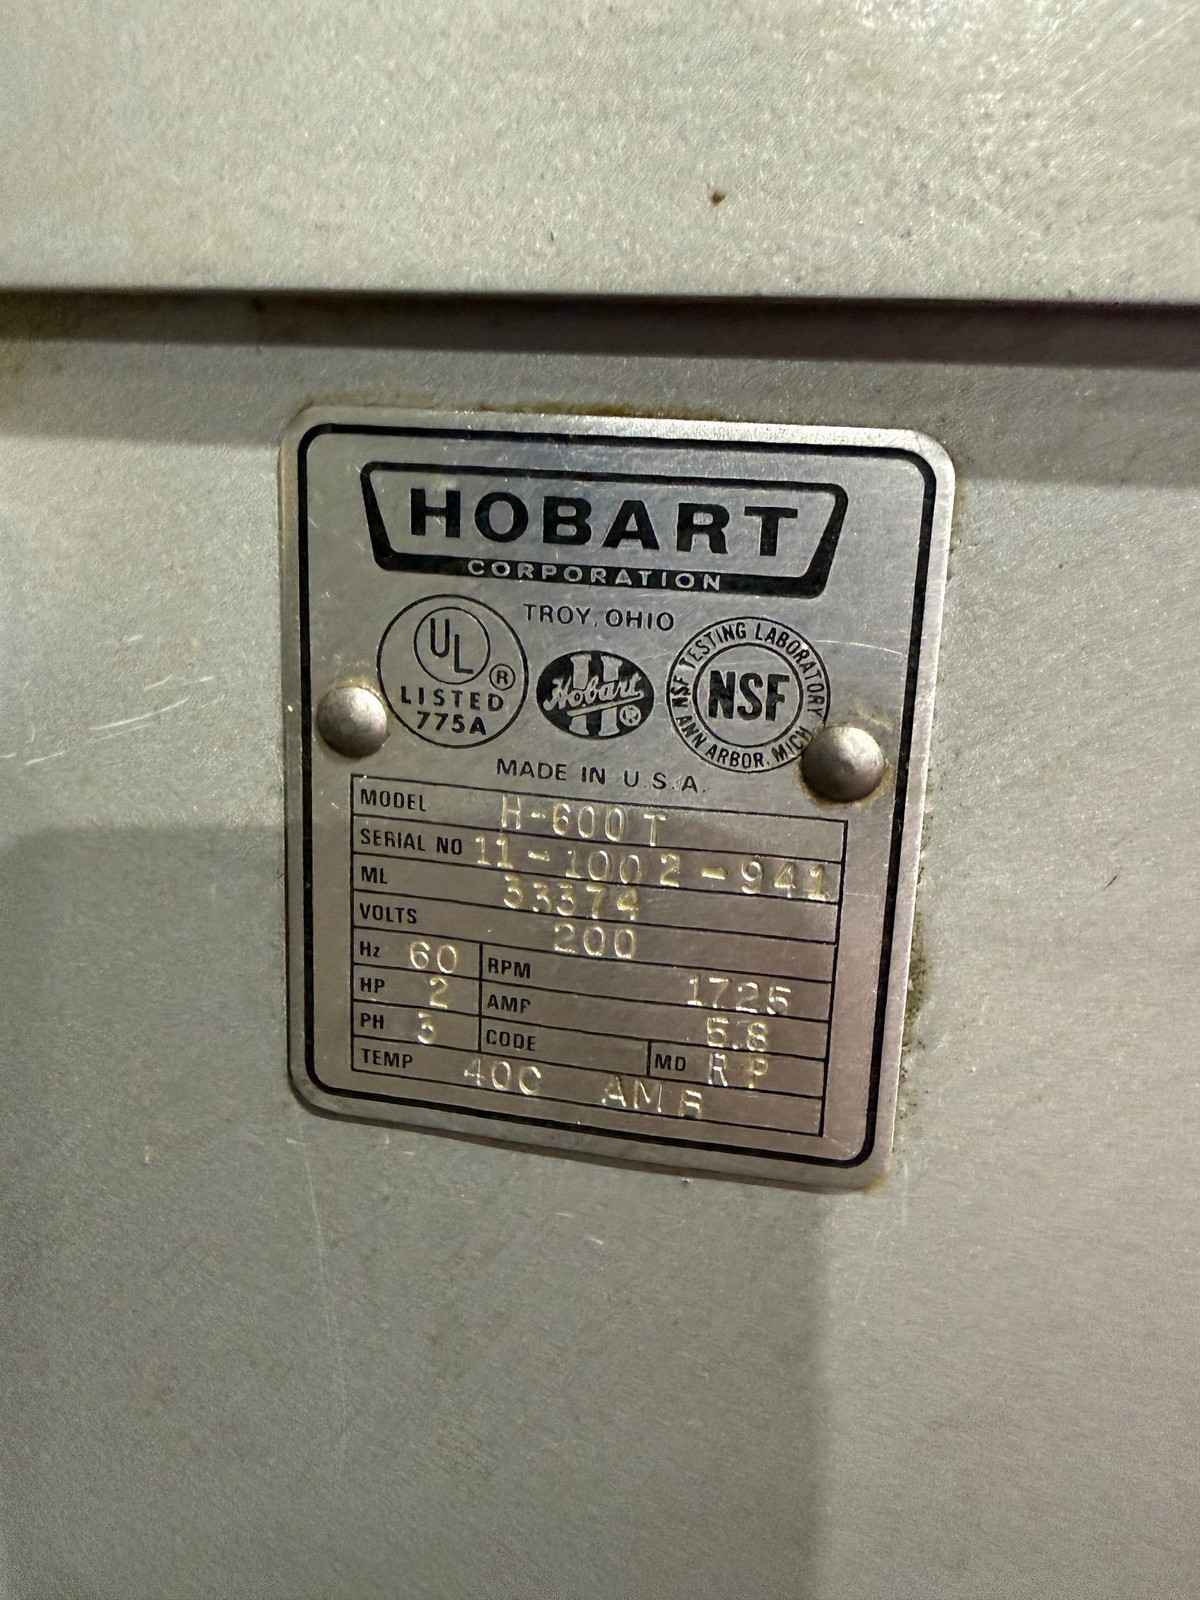 HOBART
CORPORATION
TROY, OHIO
UL ®
LISTED
775A
Hobart ®
NSF TESTING LABORATORY
NSF
ANN ARBOR, MICH
MADE IN U.S.A.
MODEL H-600T
SERIAL NO 11-1002-941
ML 33374
VOLTS 200
Hz 60 RPM 1725
HP 2 AMP 5.8
PH 3 CODE MD RP
TEMP 40C AMB